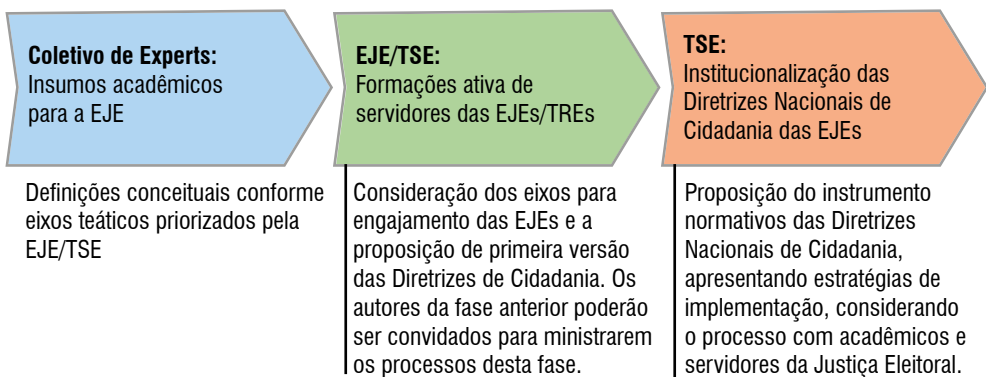 Coletivo de Experts:
Insumos acadêmicos
para a EJE
Definições conceituais conforme
eixos teáticos priorizados pela
EJE/TSE
EJE/TSE:
Formações ativa de
servidores das EJEs/TREs
Consideração dos eixos para
engajamento das EJEs e a
proposição de primeira versão
das Diretrizes de Cidadania. Os
autores da fase anterior poderão
ser convidados para ministrarem
os processos desta fase.
TSE:
Institucionalização das
Diretrizes Nacionais de
Cidadania das EJEs
Proposição do instrumento
normativos das Diretrizes
Nacionais de Cidadania,
apresentando estratégias de
implementação, considerando
o processo com acadêmicos e
servidores da Justiça Eleitoral.